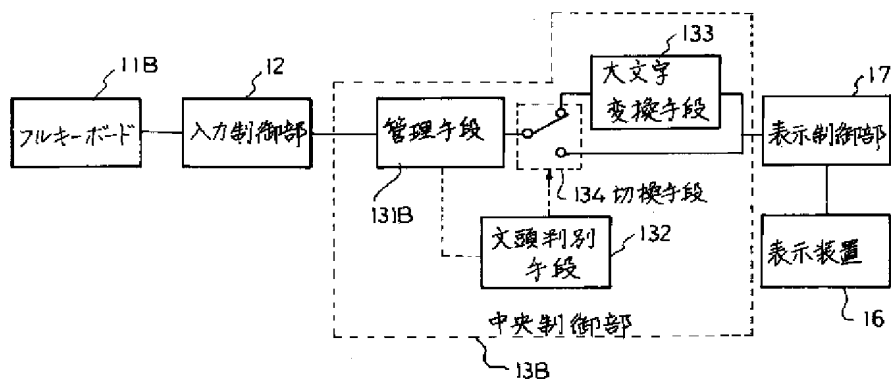 11B
フルキーボード
12
入力制御部
管理手段
131B
133
大文字
変換手段
134 切換手段
文頭判別
手段
132
中央制御部
13B
17
表示制御部
表示装置
16